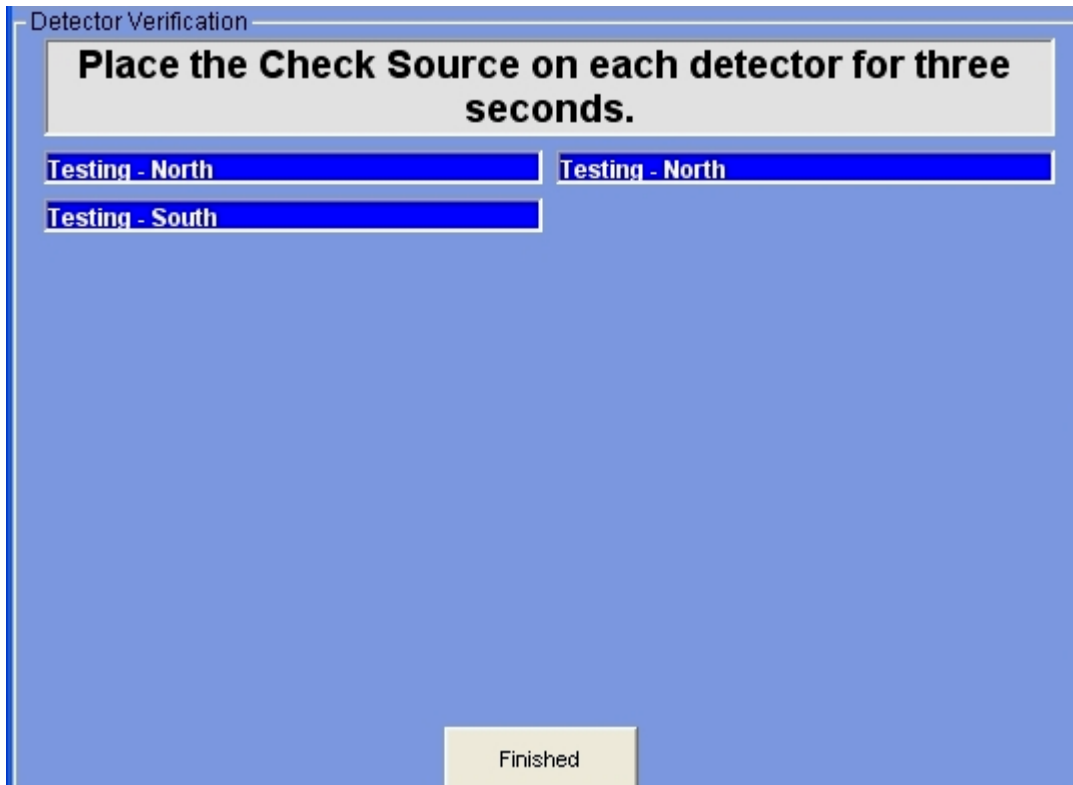 Detector Verification
Place the Check Source on each detector for three
seconds.
Testing - North
Testing - North
Testing - South
Finished